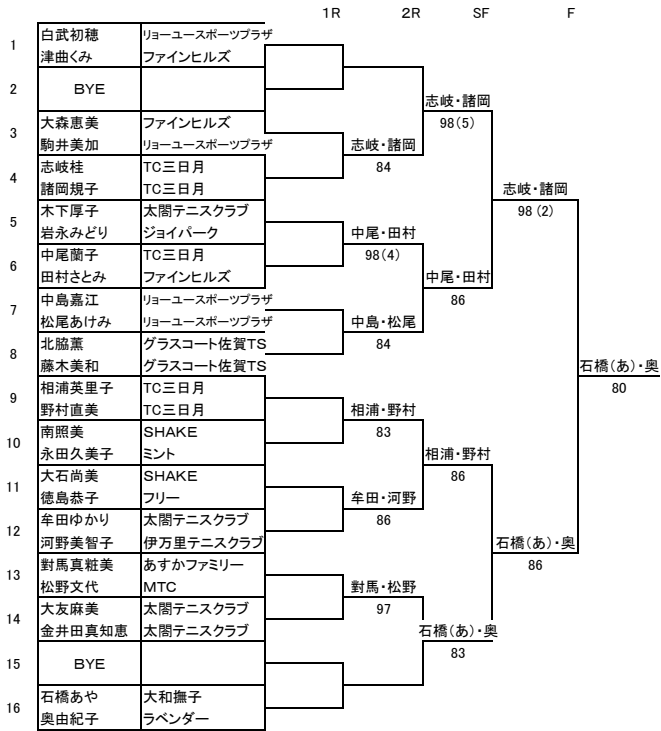 1R 2R SF F
1 白武初穂 リョーユースポーツプラザ
津曲くみ ファインヒルズ
2 BYE
志岐・諸岡
98(5)
3 大森恵美 ファインヒルズ
駒井美加 リョーユースポーツプラザ
志岐・諸岡
84
4 志岐桂 TC三日月
諸岡規子 TC三日月
志岐・諸岡
98(2)
5 木下厚子 太閤テニスクラブ
岩永みどり ジョイパーク
中尾・田村
98(4)
6 中尾蘭子 TC三日月
田村さとみ ファインヒルズ
中尾・田村
86
7 中島嘉江 リョーユースポーツプラザ
松尾あけみ リョーユースポーツプラザ
中島・松尾
84
8 北脇薫 グラスコート佐賀TS
藤木美和 グラスコート佐賀TS
石橋(あ)・奥
80
9 相浦英里子 TC三日月
野村直美 TC三日月
相浦・野村
83
10 南照美 SHAKE
永田久美子 ミント
相浦・野村
86
11 大石尚美 SHAKE
徳島恭子 フリー
牟田・河野
86
12 牟田ゆかり 太閤テニスクラブ
河野美智子 伊万里テニスクラブ
石橋(あ)・奥
86
13 對馬真粧美 あすかファミリー
松野文代 MTC
對馬・松野
97
14 大友麻美 太閤テニスクラブ
金井田真知恵 太閤テニスクラブ
石橋(あ)・奥
83
15 BYE
16 石橋あや 大和撫子
奥由紀子 ラベンダー